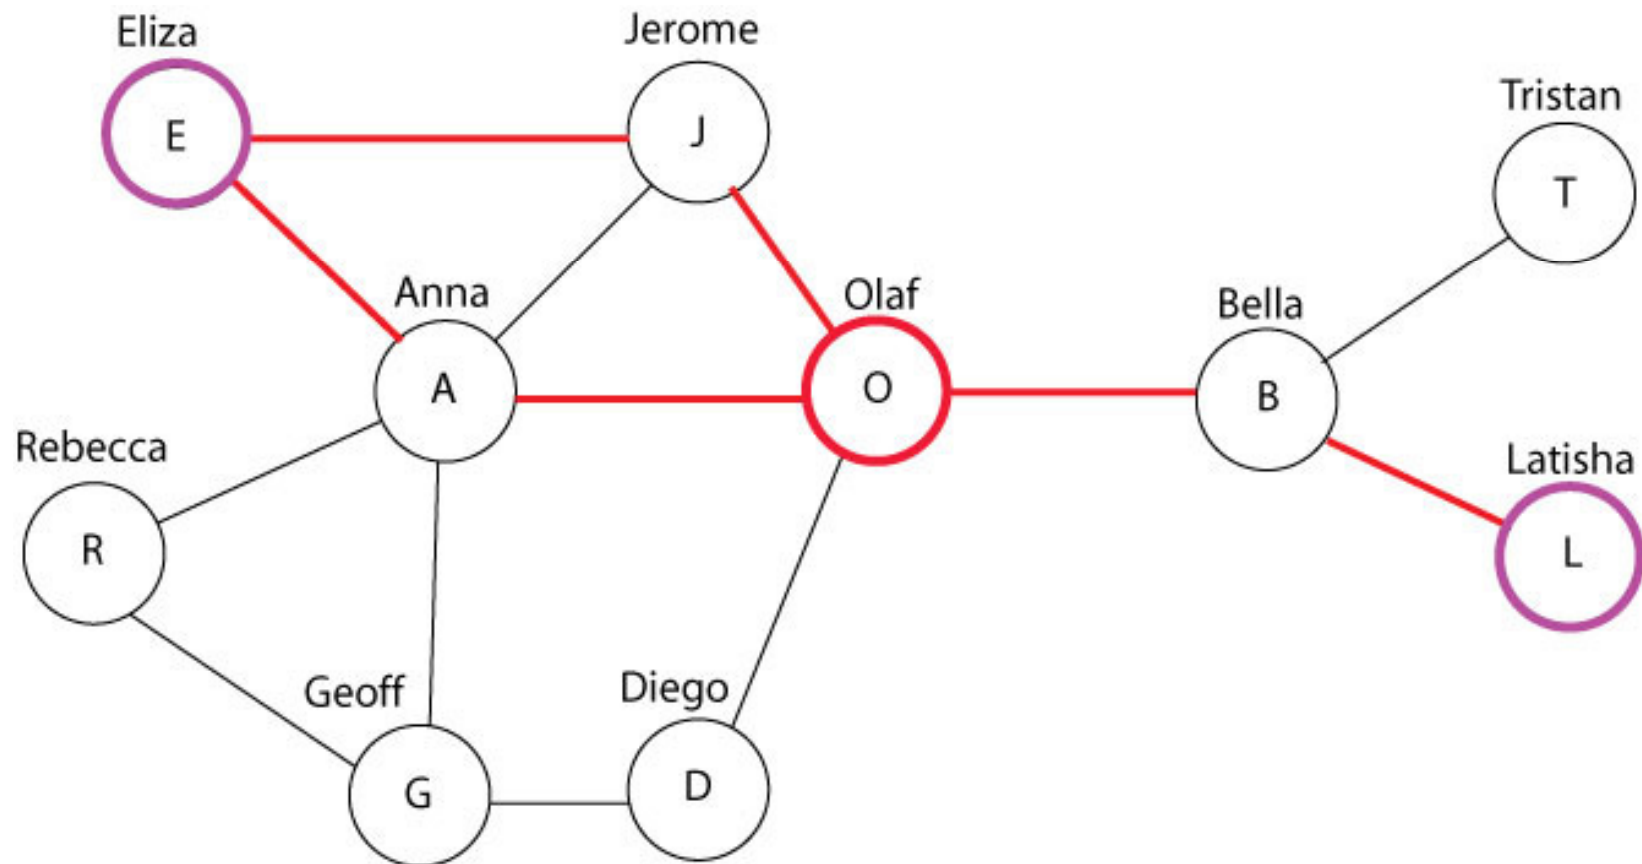 Eliza
E
Jerome
J
Tristan
T
Anna
A
Olaf
O
Bella
B
Rebecca
R
Latisha
L
Geoff
G
Diego
D